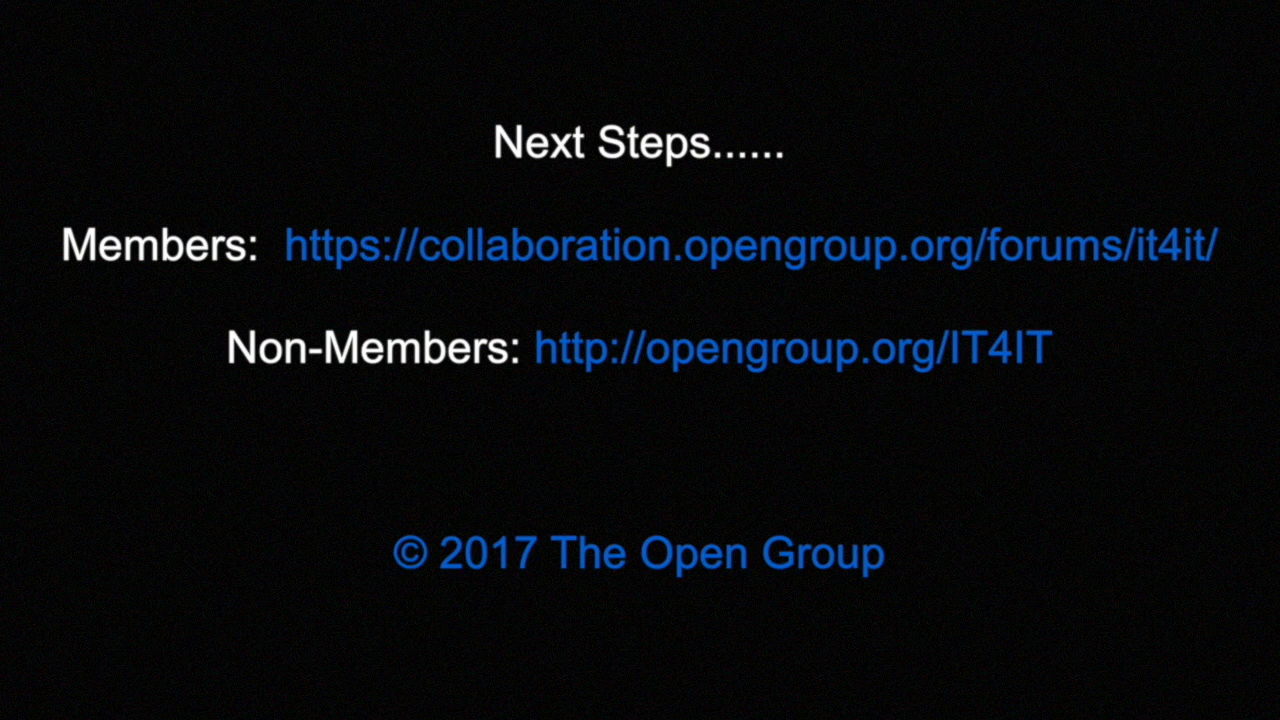 Next Steps......
Members: https://collaboration.opengroup.org/forums/it4it/
Non-Members: http://opengroup.org/IT4IT
© 2017 The Open Group